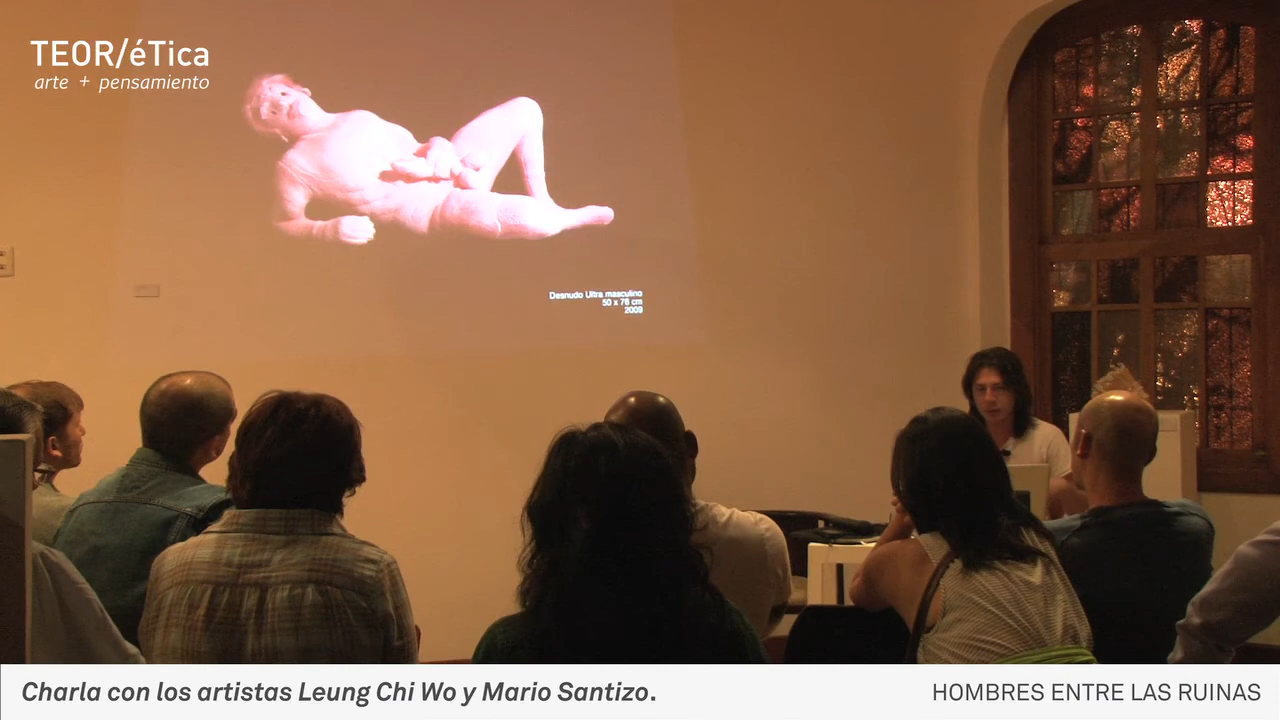 TEOR/éTica
arte + pensamiento
Desnudo Ultra masculino
50 x 76 cm
2009
Charla con los artistas Leung Chi Wo y Mario Santizo.
HOMBRES ENTRE LAS RUINAS